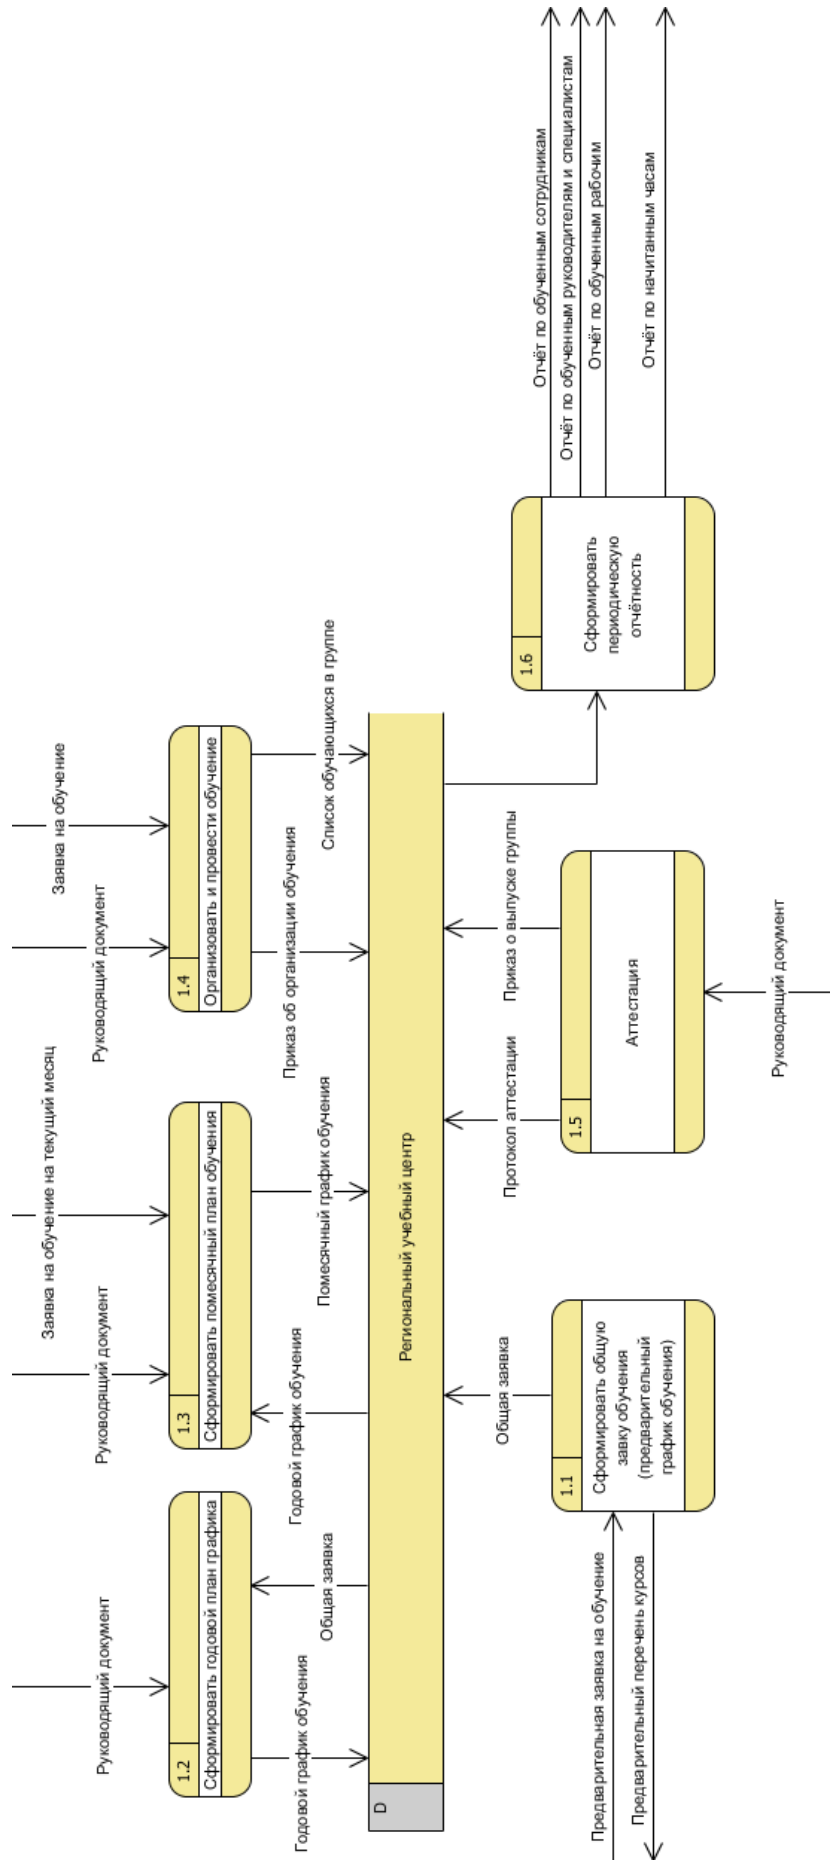 Руководящий документ
Руководящий документ
Заявка на обучение на текущий месяц
Руководящий документ
Заявка на обучение
1.2
Сформировать годовой план графика
1.3
Сформировать помесячный план обучения
1.4
Организовать и провести обучение
Годовой график обучения
Общая заявка
Годовой график обучения
Помесячный график обучения
Приказ об организации обучения
Список обучающихся в группе
D
Региональный учебный центр
Общая заявка
Протокол аттестации
Приказ о выпуске группы
Предварительная заявка на обучение
Предварительный перечень курсов
1.1
Сформировать общую
завку обучения
(предварительный
график обучения)
1.5
Аттестация
Руководящий документ
1.6
Сформировать
периодическую
отчётность
Отчёт по обученным сотрудникам
Отчёт по обученным руководителям и специалистам
Отчёт по обученным рабочим
Отчёт по начитанным часам